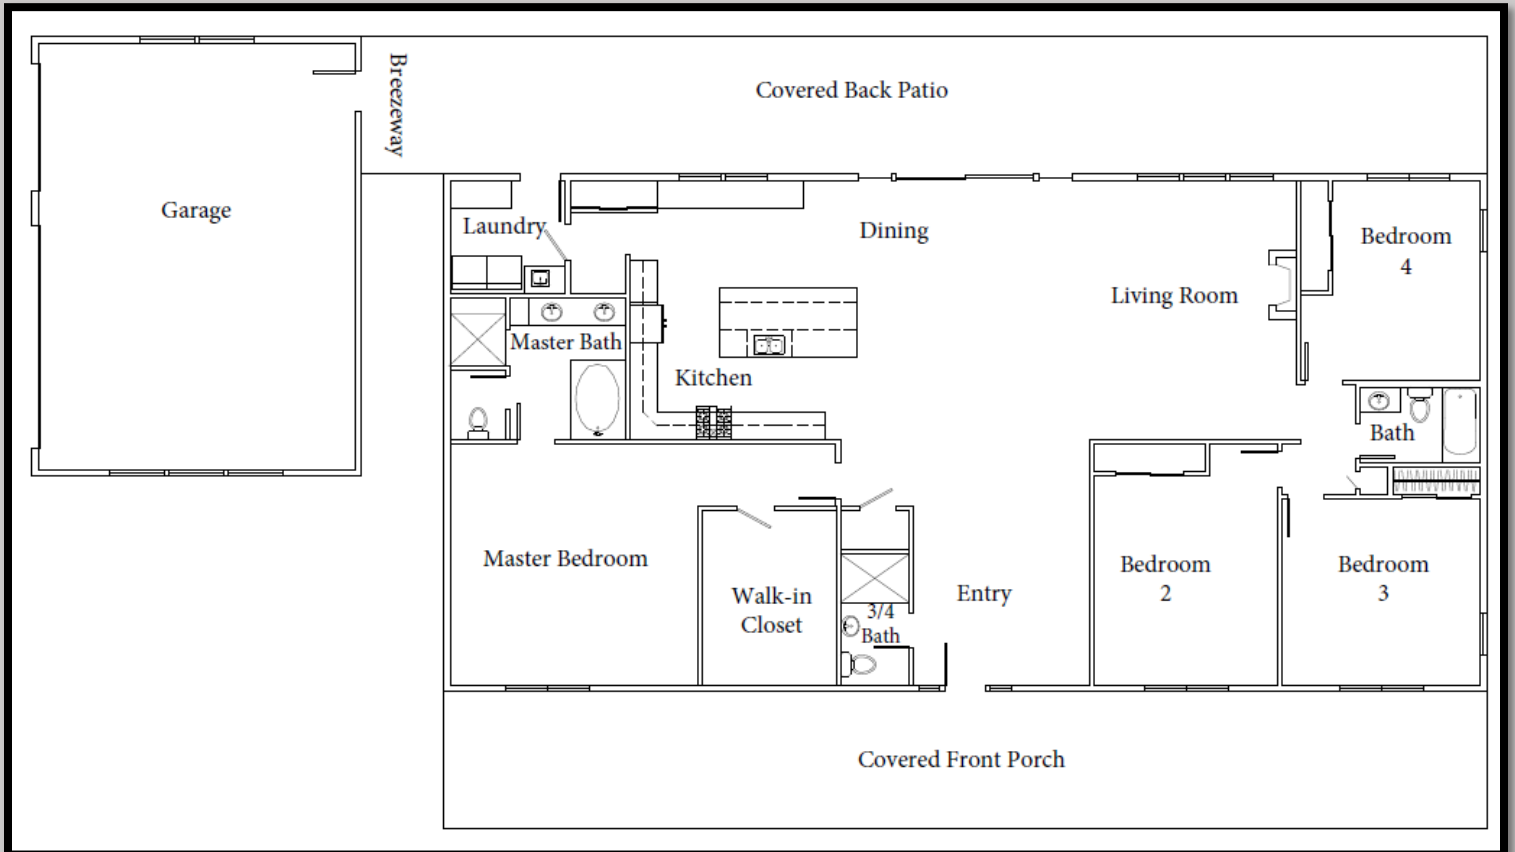 Breezeway
Covered Back Patio
Garage
Laundry
Dining
Bedroom
4
Living Room
Master Bath
Kitchen
Bath
Master Bedroom
Walk-in
Closet
3/4
Bath
Entry
Bedroom
2
Bedroom
3
Covered Front Porch